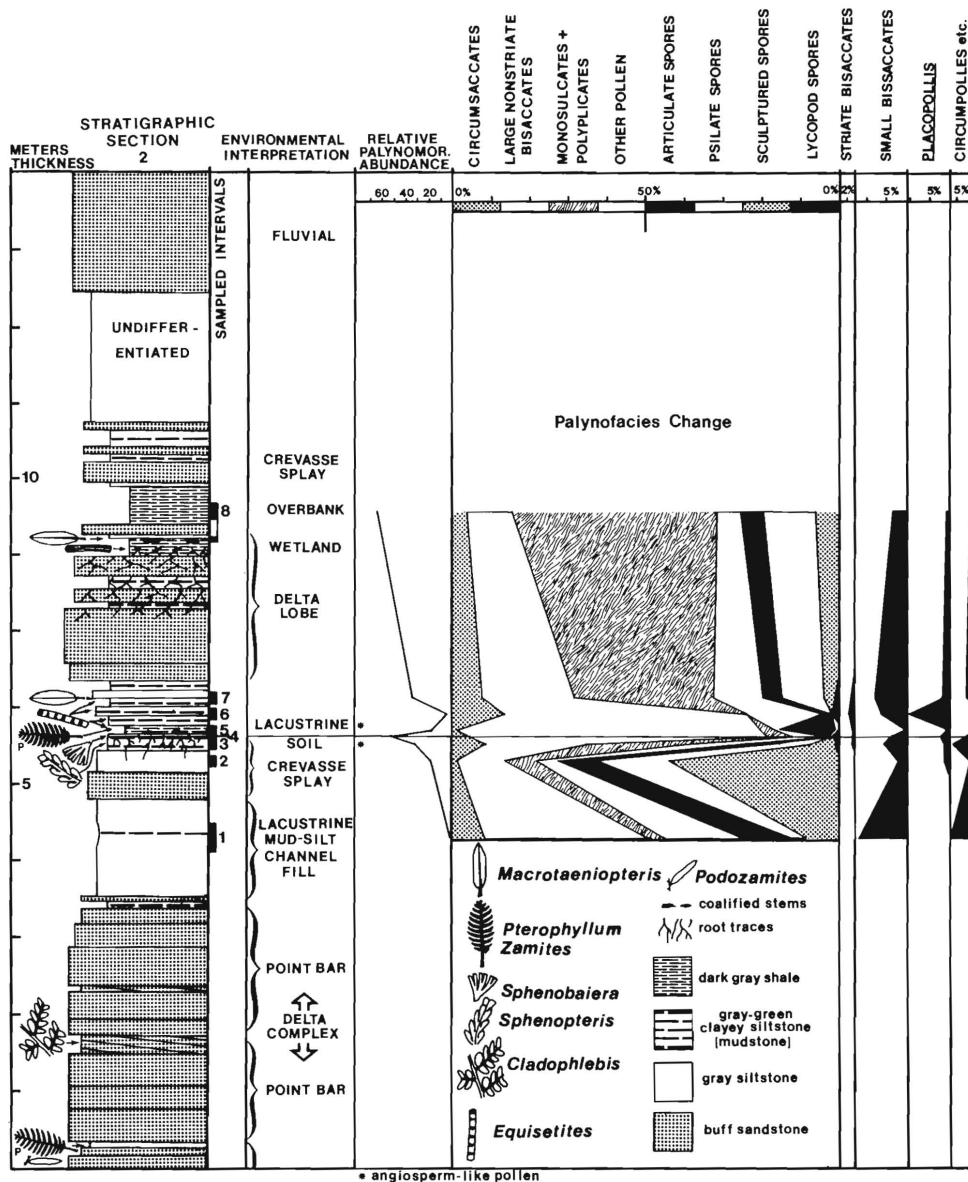 STRATIGRAPHIC
SECTION
2
METERS
THICKNESS
SAMPLED INTERVALS
ENVIRONMENTAL
INTERPRETATION
RELATIVE
PALYNOMOR.
ABUNDANCE
60 40 20
CIRCUMSACCATES
LARGE NONSTRIATE
BISACCATES
MONOSULCATES +
POLYPLICATES
OTHER POLLEN
ARTICULATE SPORES
PSILATE SPORES
SCULPTURED SPORES
LYCOPOD SPORES
STRIATE BISACCATES
SMALL BISSACCATES
PLACOPOLLIS
CIRCUMPOLLES etc.
0% 50% 0% 2% 5% 5% 5%
FLUVIAL
UNDIFFER -
ENTIATED
Palynofacies Change
CREVASSE
SPLAY
10
8
OVERBANK
WETLAND
DELTA
LOBE
7
6
LACUSTRINE *
5 4
SOIL *
3
P
2
CREVASSE
SPLAY
5
1
LACUSTRINE
MUD-SILT
CHANNEL
FILL
POINT BAR
DELTA
COMPLEX
POINT BAR
P
Macrotaeniopteris
Pterophyllum
Zamites
Sphenobaiera
Sphenopteris
Cladophlebis
Equisetites
Podozamites
coalified stems
root traces
dark gray shale
gray-green
clayey siltstone
[mudstone]
gray siltstone
buff sandstone
* angiosperm-like pollen